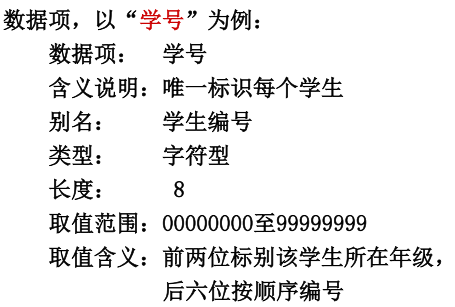 数据项，以“学号”为例：
数据项： 学号
含义说明：唯一标识每个学生
别名： 学生编号
类型： 字符型
长度： 8
取值范围：00000000至99999999
取值含义：前两位标别该学生所在年级，
后六位按顺序编号